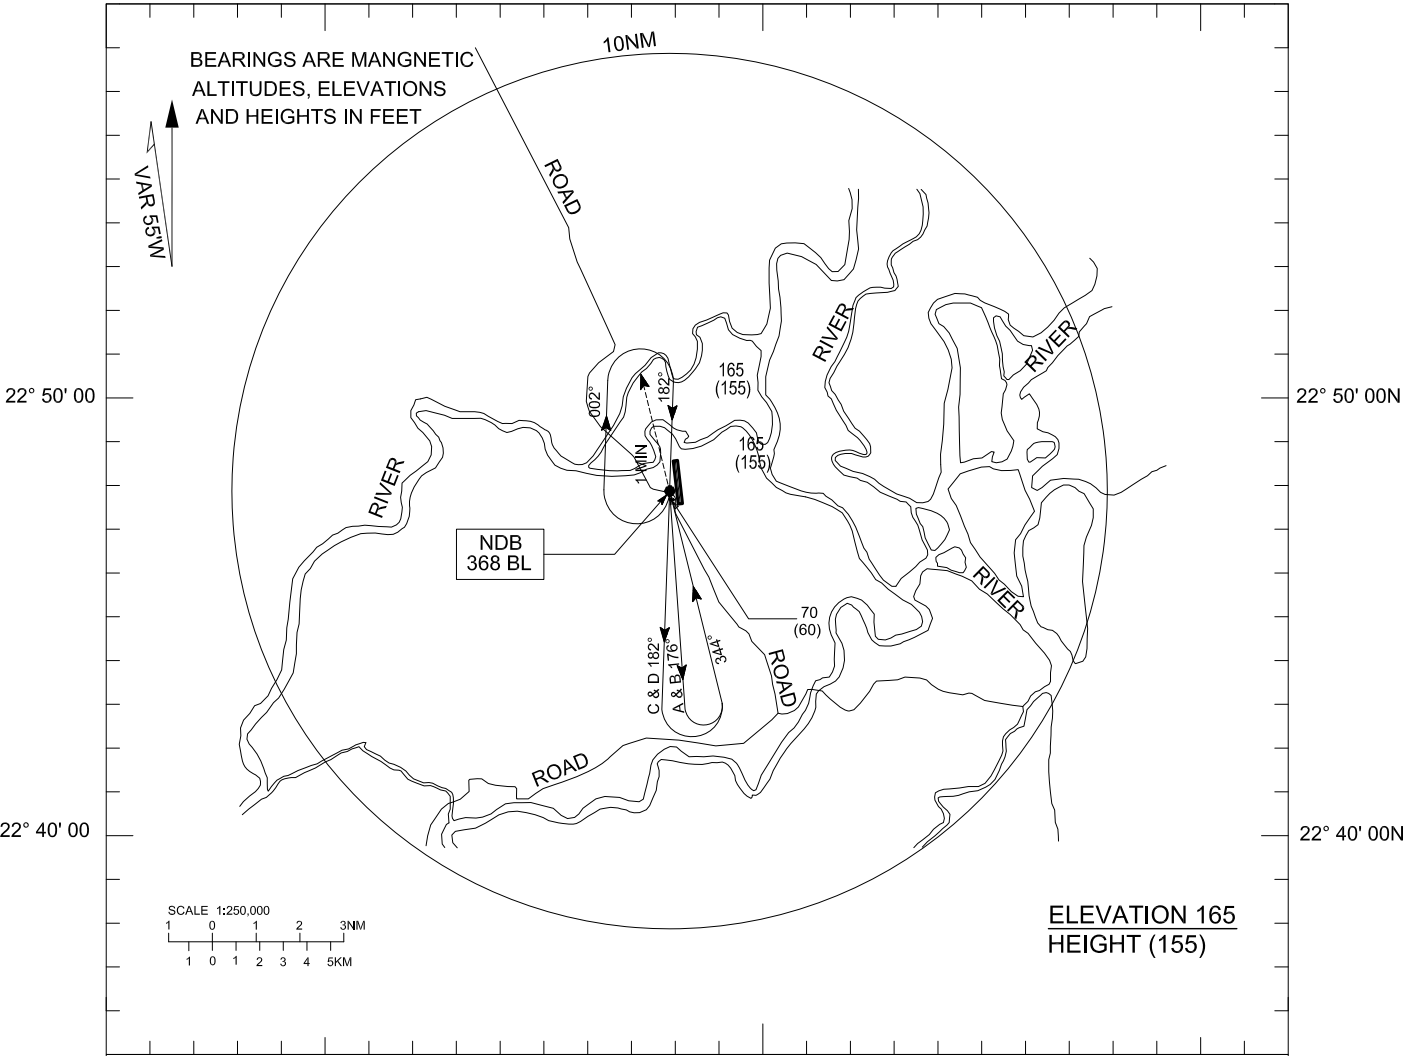 10NM
BEARINGS ARE MANGNETIC
ALTITUDES, ELEVATIONS
AND HEIGHTS IN FEET
VAR 55'W
ROAD
RIVER
RIVER
165
(155)
182°
002°
22° 50' 00
22° 50' 00N
165
(155)
1 MIN
RIVER
NDB
368 BL
RIVER
70
(60)
344°
C & D 182°
A & B 176°
ROAD
ROAD
22° 40' 00
22° 40' 00N
SCALE 1:250,000
1 0 1 2 3NM
1 0 1 2 3 4 5KM
ELEVATION 165
HEIGHT (155)